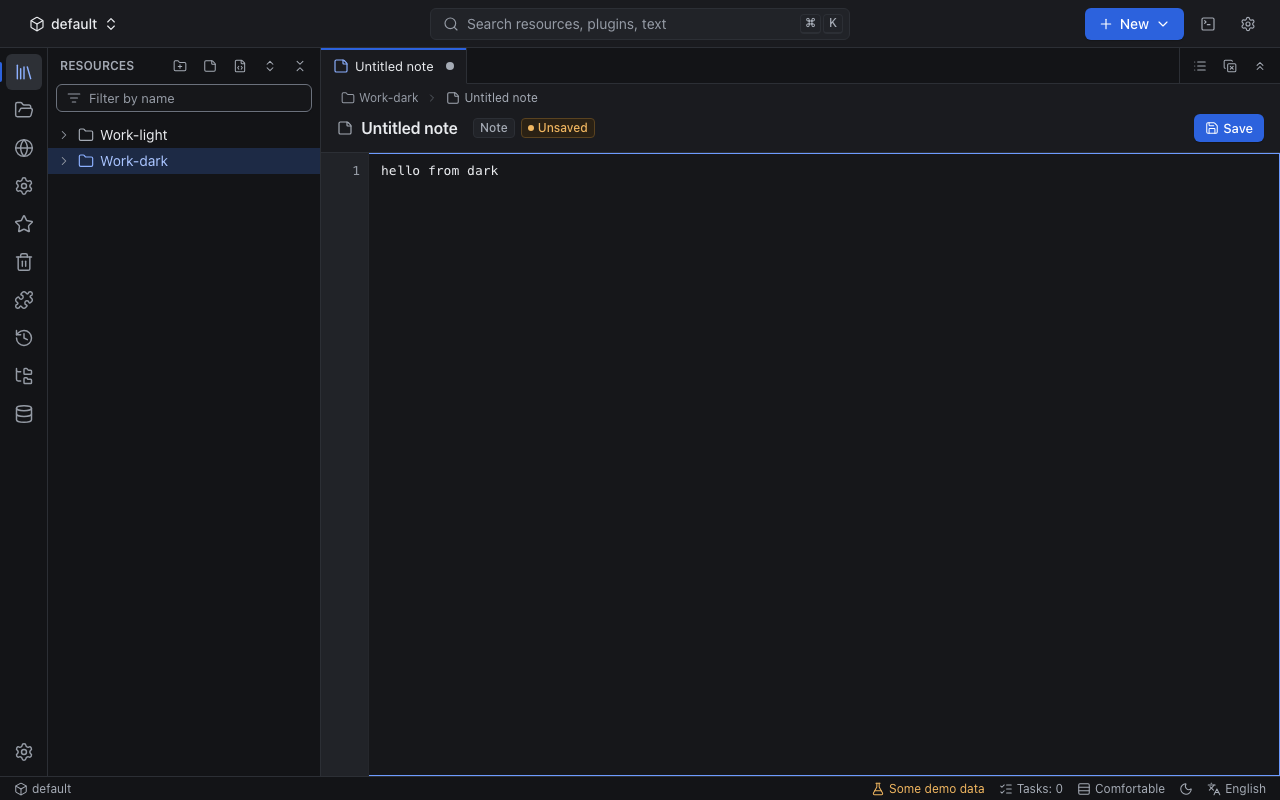 default
Search resources, plugins, text
⌘ K
New
RESOURCES
Filter by name
Work-light
Work-dark
Untitled note
Work-dark
Untitled note
Untitled note
Note
Unsaved
Save
1
hello from dark
default
Some demo data
Tasks: 0
Comfortable
English